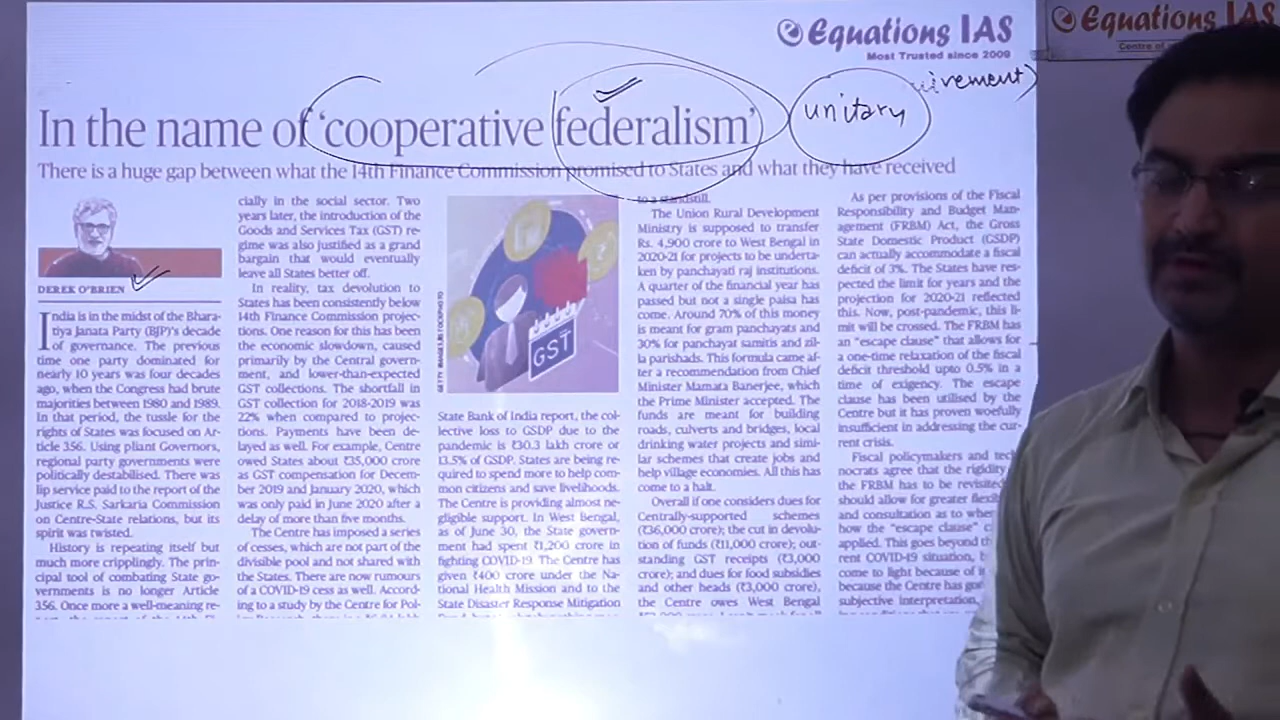 Equations IAS
Most Trusted since 2009
Equations IAS
Centre of
irement)
unitary
In the name of 'cooperative federalism'
There is a huge gap between what the 14th Finance Commission promised to States and what they have received
DEREK O'BRIEN
India is in the midst of the Bhara-
tiya Janata Party (BJP)'s decade
of governance. The previous
time one party dominated for
nearly 10 years was four decades
ago, when the Congress had brute
majorities between 1980 and 1989.
In that period, the tussle for the
rights of States was focused on Ar-
ticle 356. Using pliant Governors,
regional party governments were
politically destabilised. There was
lip service paid to the report of the
Justice R.S. Sarkaria Commission
on Centre-State relations, but its
spirit was twisted.
History is repeating itself but
much more cripplingly. The prin-
cipal tool of combating State go-
vernments is no longer Article
356. Once more a well-meaning re-
cially in the social sector. Two
years later, the introduction of the
Goods and Services Tax (GST) re-
gime was also justified as a grand
bargain that would eventually
leave all States better off.
In reality, tax devolution to
States has been consistently below
14th Finance Commission projec-
tions. One reason for this has been
the economic slowdown, caused
primarily by the Central govern-
ment, and lower-than-expected
GST collections. The shortfall in
GST collection for 2018-2019 was
22% when compared to projec-
tions. Payments have been de-
layed as well. For example, Centre
owed States about ₹35,000 crore
as GST compensation for Decem-
ber 2019 and January 2020, which
was only paid in June 2020 after a
delay of more than five months.
The Centre has imposed a series
of cesses, which are not part of the
divisible pool and not shared with
the States. There are now rumours
of a COVID-19 cess as well. Accord-
ing to a study by the Centre for Pol-
GETTY IMAGES/ISTOCKPHOTO
GST
State Bank of India report, the col-
lective loss to GSDP due to the
pandemic is ₹30.3 lakh crore or
13.5% of GSDP. States are being re-
quired to spend more to help com-
mon citizens and save livelihoods.
The Centre is providing almost ne-
gligible support. In West Bengal,
as of June 30, the State govern-
ment had spent ₹1,200 crore in
fighting COVID-19. The Centre has
given ₹400 crore under the Na-
tional Health Mission and to the
State Disaster Response Mitigation
to a standstill.
The Union Rural Development
Ministry is supposed to transfer
Rs. 4,900 crore to West Bengal in
2020-21 for projects to be underta-
ken by panchayati raj institutions.
A quarter of the financial year has
passed but not a single paisa has
come. Around 70% of this money
is meant for gram panchayats and
30% for panchayat samitis and zil-
la parishads. This formula came af-
ter a recommendation from Chief
Minister Mamata Banerjee, which
the Prime Minister accepted. The
funds are meant for building
roads, culverts and bridges, local
drinking water projects and simi-
lar schemes that create jobs and
help village economies. All this has
come to a halt.
Overall if one considers dues for
Centrally-supported schemes
(₹36,000 crore); the cut in devolu-
tion of funds (₹11,000 crore); out-
standing GST receipts (₹3,000
crore); and dues for food subsidies
and other heads (₹3,000 crore),
the Centre owes West Bengal
As per provisions of the Fiscal
Responsibility and Budget Man-
agement (FRBM) Act, the Gross
State Domestic Product (GSDP)
can actually accommodate a fiscal
deficit of 3%. The States have res-
pected the limit for years and the
projection for 2020-21 reflected
this. Now, post-pandemic, this li-
mit will be crossed. The FRBM has
an "escape clause" that allows for
a one-time relaxation of the fiscal
deficit threshold upto 0.5% in a
time of exigency. The escape
clause has been utilised by the
Centre but it has proven woefully
insufficient in addressing the cur-
rent crisis.
Fiscal policymakers and tech
nocrats agree that the rigidity
the FRBM has to be revisited
should allow for greater flexib
and consultation as to when
how the "escape clause" c
applied. This goes beyond th
rent COVID-19 situation, b
come to light because of i
because the Centre has go
subjective interpretation,